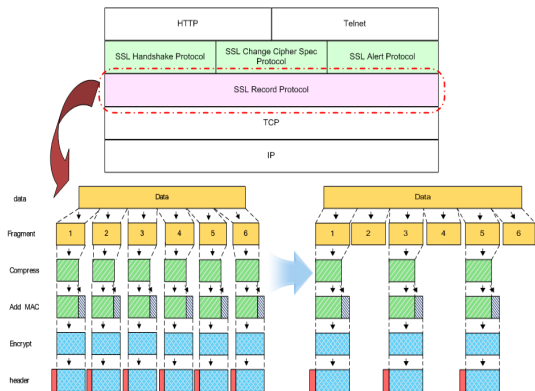 HTTP Telnet
SSL Handshake Protocol SSL Change Cipher Spec SSL Alert Protocol
Protocol
SSL Record Protocol
TCP
IP
data Data Data
Fragment 1 2 3 4 5 6 1 2 3 4 5 6
Compress
Add MAC
Encrypt
header